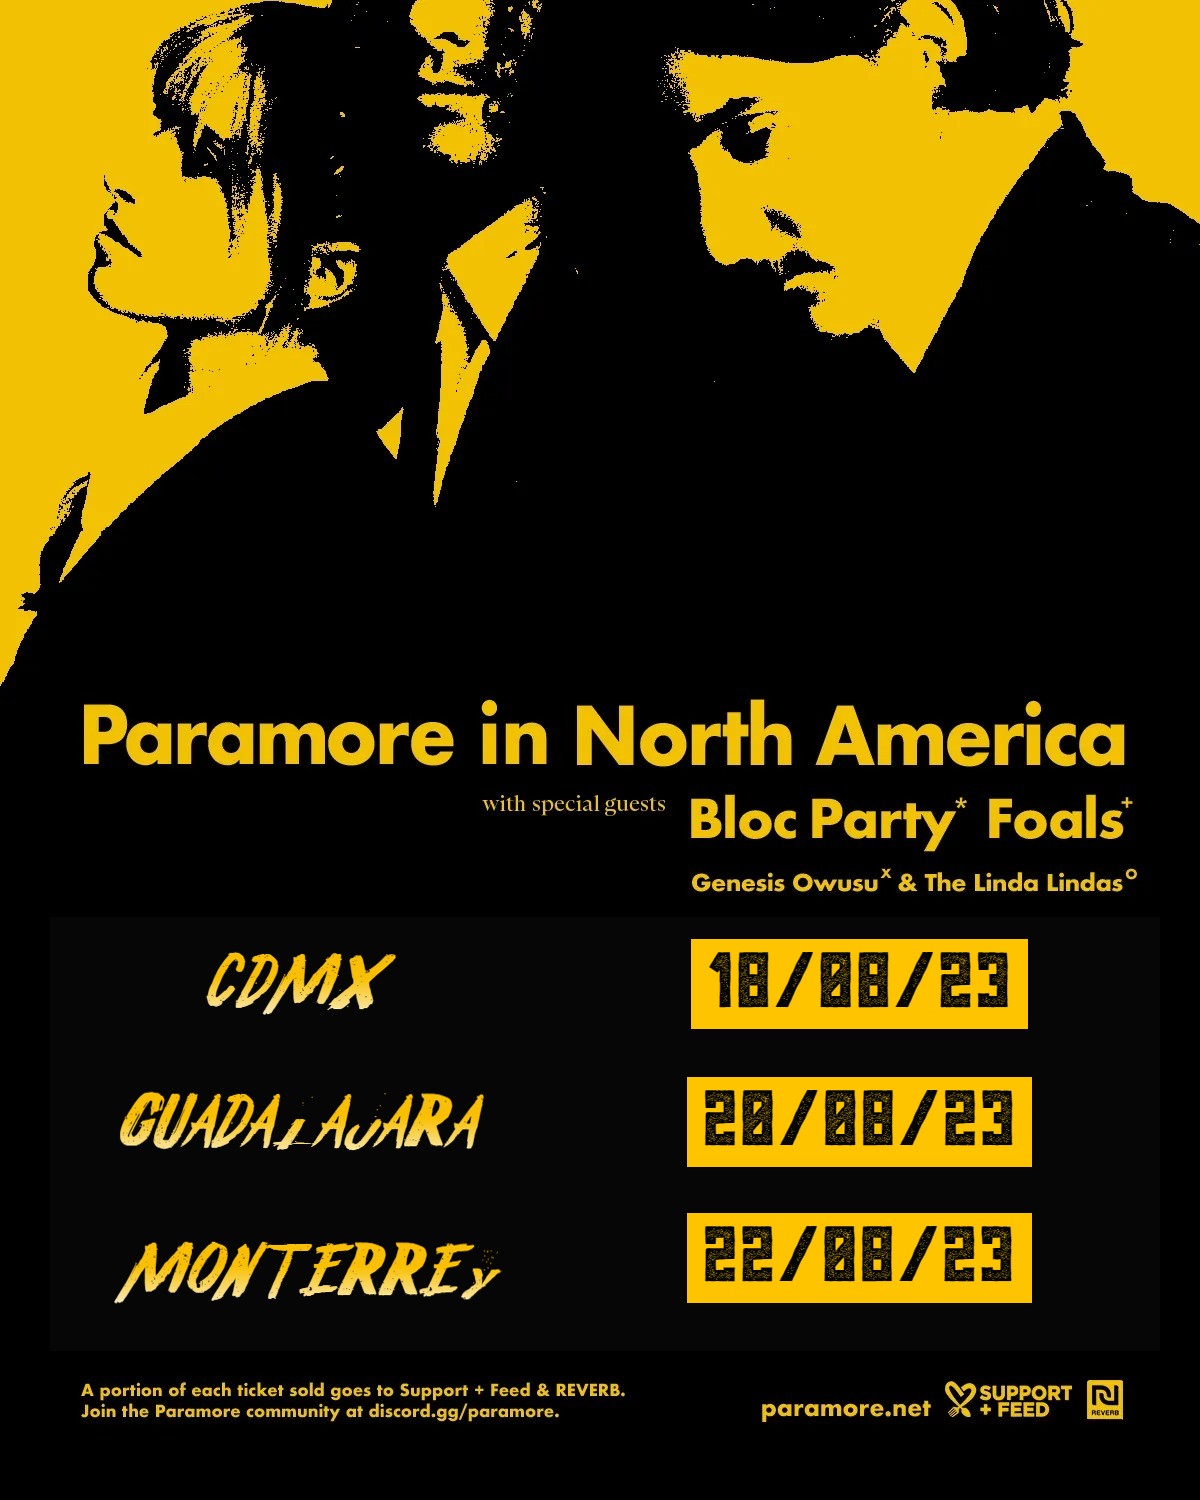 Paramore in North America
with special guests Bloc Party* Foals+
Genesis Owusu x & The Linda Lindas o
CDMX 18/08/23
GUADALAJARA 20/08/23
MONTERREY 22/08/23
A portion of each ticket sold goes to Support + Feed & REVERB.
Join the Paramore community at discord.gg/paramore.
paramore.net
SUPPORT
+ FEED
REVERB